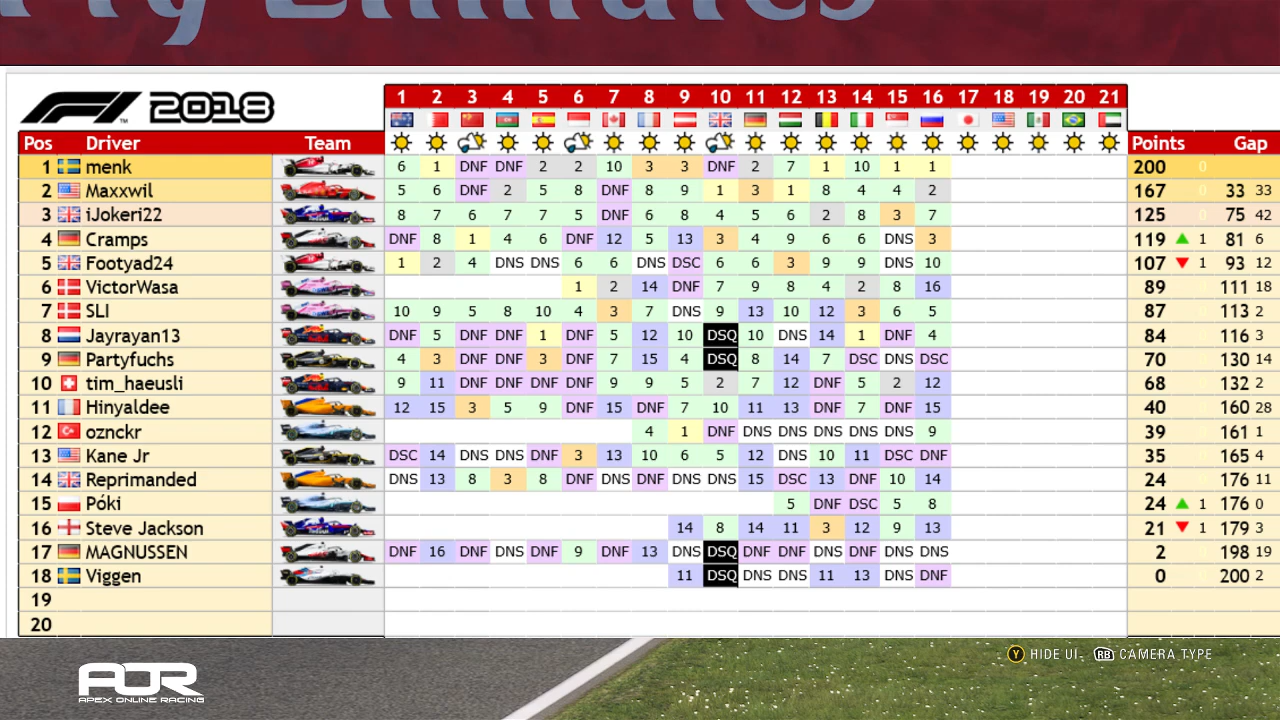 Fly Emirates
F1 2018
1 2 3 4 5 6 7 8 9 10 11 12 13 14 15 16 17 18 19 20 21
Pos Driver Team Points Gap
1 menk 6 1 DNF DNF 2 2 10 3 3 DNF 2 7 1 10 1 1 200 0
2 Maxxwil 5 6 DNF 2 5 8 DNF 8 9 1 3 1 8 4 4 2 167 0 33 33
3 iJokeri22 8 7 6 7 7 5 DNF 6 8 4 5 6 2 8 3 7 125 0 75 42
4 Cramps DNF 8 1 4 6 DNF 12 5 13 3 4 9 6 6 DNS 3 119 1 81 6
5 Footyad24 1 2 4 DNS DNS 6 6 DNS DSC 6 6 3 9 9 DNS 10 107 1 93 12
6 VictorWasa 1 2 14 DNF 7 9 8 4 2 8 16 89 111 18
7 SLI 10 9 5 8 10 4 3 7 DNS 9 13 10 12 3 6 5 87 113 2
8 Jayrayan13 DNF 5 DNF DNF 1 DNF 5 12 10 DSQ 10 DNS 14 1 DNF 4 84 116 3
9 Partyfuchs 4 3 DNF DNF 3 DNF 7 15 4 DSQ 8 14 7 DSC DNS DSC 70 130 14
10 tim_haeusli 9 11 DNF DNF DNF DNF 9 9 5 2 7 12 DNF 5 2 12 68 132 2
11 Hinyaldee 12 15 3 5 9 DNF 15 DNF 7 10 11 13 DNF 7 DNF 15 40 160 28
12 oznckr 4 1 DNF DNS DNS DNS DNS DNS 9 39 161 1
13 Kane Jr DSC 14 DNS DNS DNF 3 13 10 6 5 12 DNS 10 11 DSC DNF 35 165 4
14 Reprimanded DNS 13 8 3 8 DNF DNS DNF DNS DNS 15 DSC 13 DNF 10 14 24 176 11
15 Póki 5 DNF DSC 5 8 24 1 176 0
16 Steve Jackson 14 8 14 11 3 12 9 13 21 1 179 3
17 MAGNUSSEN DNF 16 DNF DNS DNF 9 DNF 13 DNS DSQ DNF DNF DNS DNF DNS DNS 2 198 19
18 Viggen 11 DSQ DNS DNS 11 13 DNS DNF 0 200 2
19
20
Y HIDE UI RB CAMERA TYPE
AOR
APEX ONLINE RACING